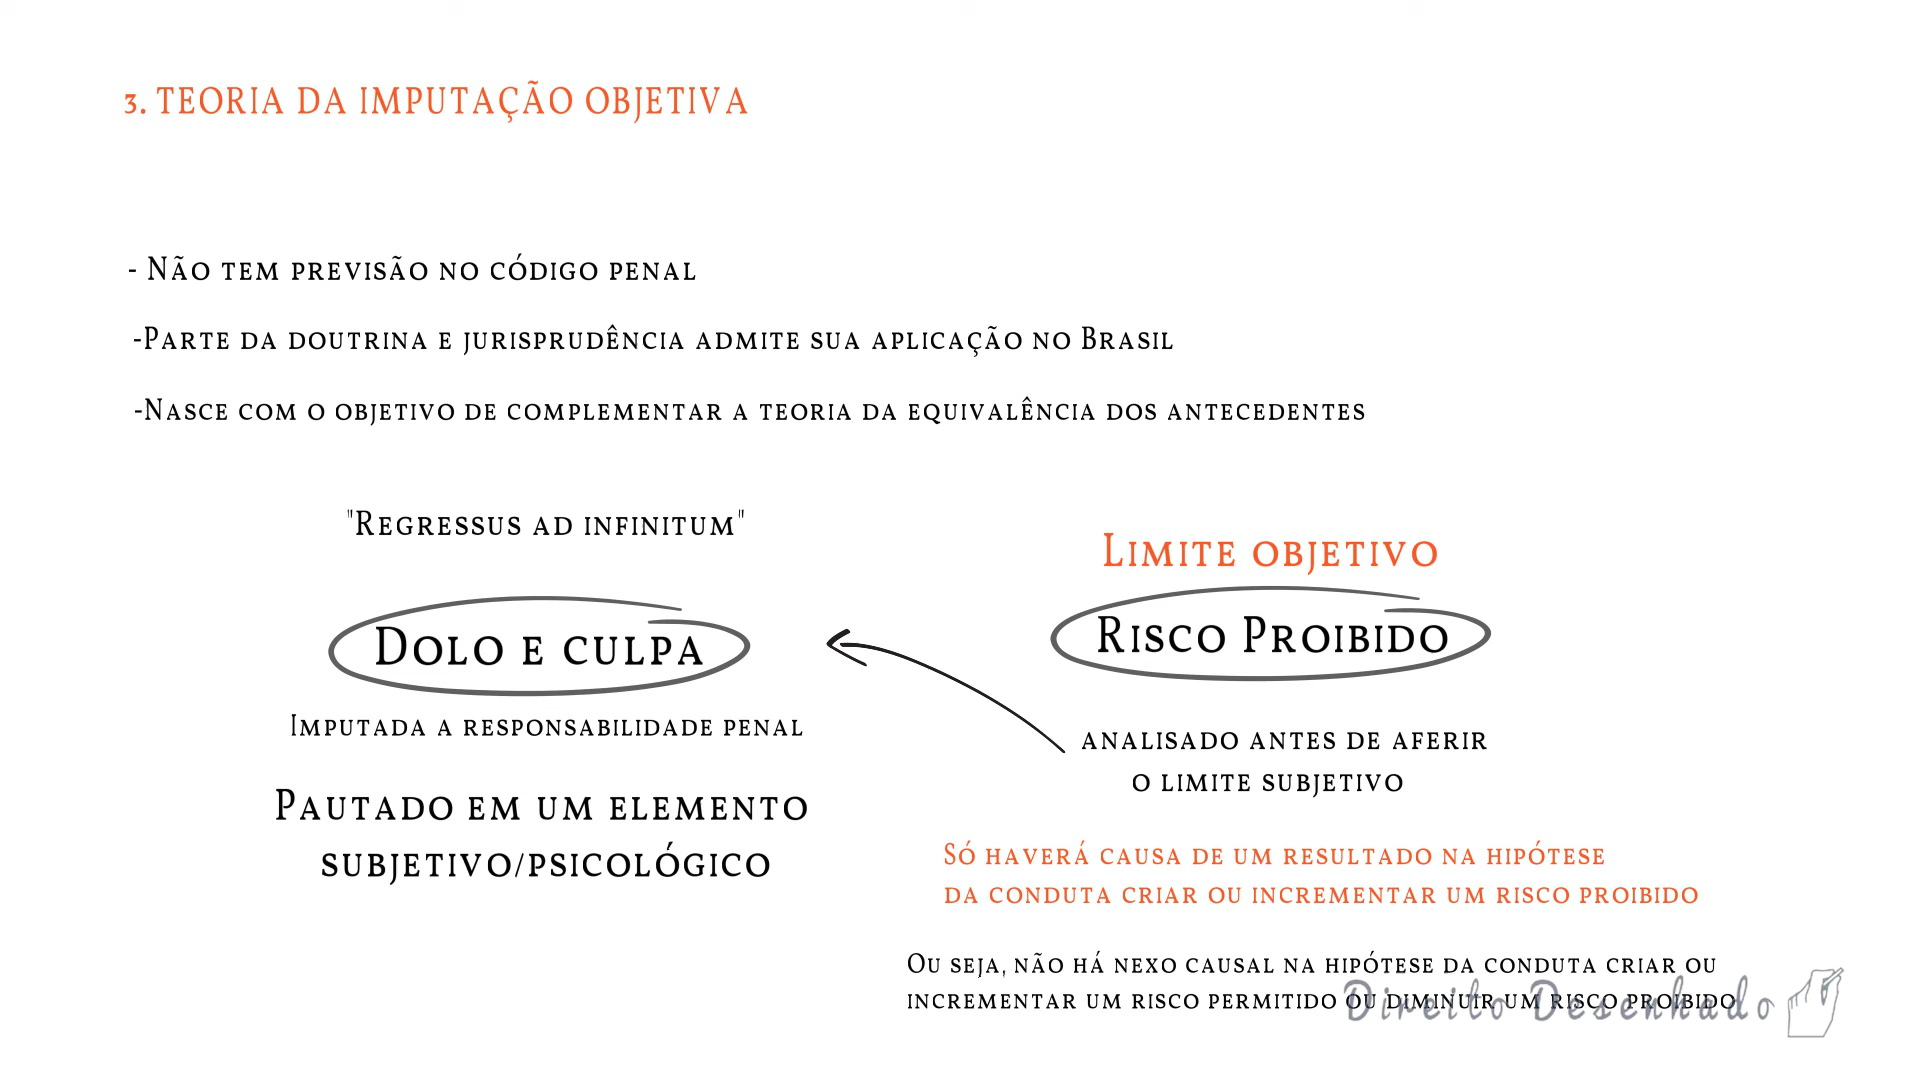 3. TEORIA DA IMPUTAÇÃO OBJETIVA
- NÃO TEM PREVISÃO NO CÓDIGO PENAL
-PARTE DA DOUTRINA E JURISPRUDÊNCIA ADMITE SUA APLICAÇÃO NO BRASIL
-NASCE COM O OBJETIVO DE COMPLEMENTAR A TEORIA DA EQUIVALÊNCIA DOS ANTECEDENTES
"REGRESSUS AD INFINITUM"
DOLO E CULPA
IMPUTADA A RESPONSABILIDADE PENAL
PAUTADO EM UM ELEMENTO
SUBJETIVO/PSICOLÓGICO
LIMITE OBJETIVO
RISCO PROIBIDO
ANALISADO ANTES DE AFERIR
O LIMITE SUBJETIVO
SÓ HAVERÁ CAUSA DE UM RESULTADO NA HIPÓTESE
DA CONDUTA CRIAR OU INCREMENTAR UM RISCO PROIBIDO
OU SEJA, NÃO HÁ NEXO CAUSAL NA HIPÓTESE DA CONDUTA CRIAR OU
INCREMENTAR UM RISCO PERMITIDO OU DIMINUIR UM RISCO PROIBIDO
Direito Desenhado